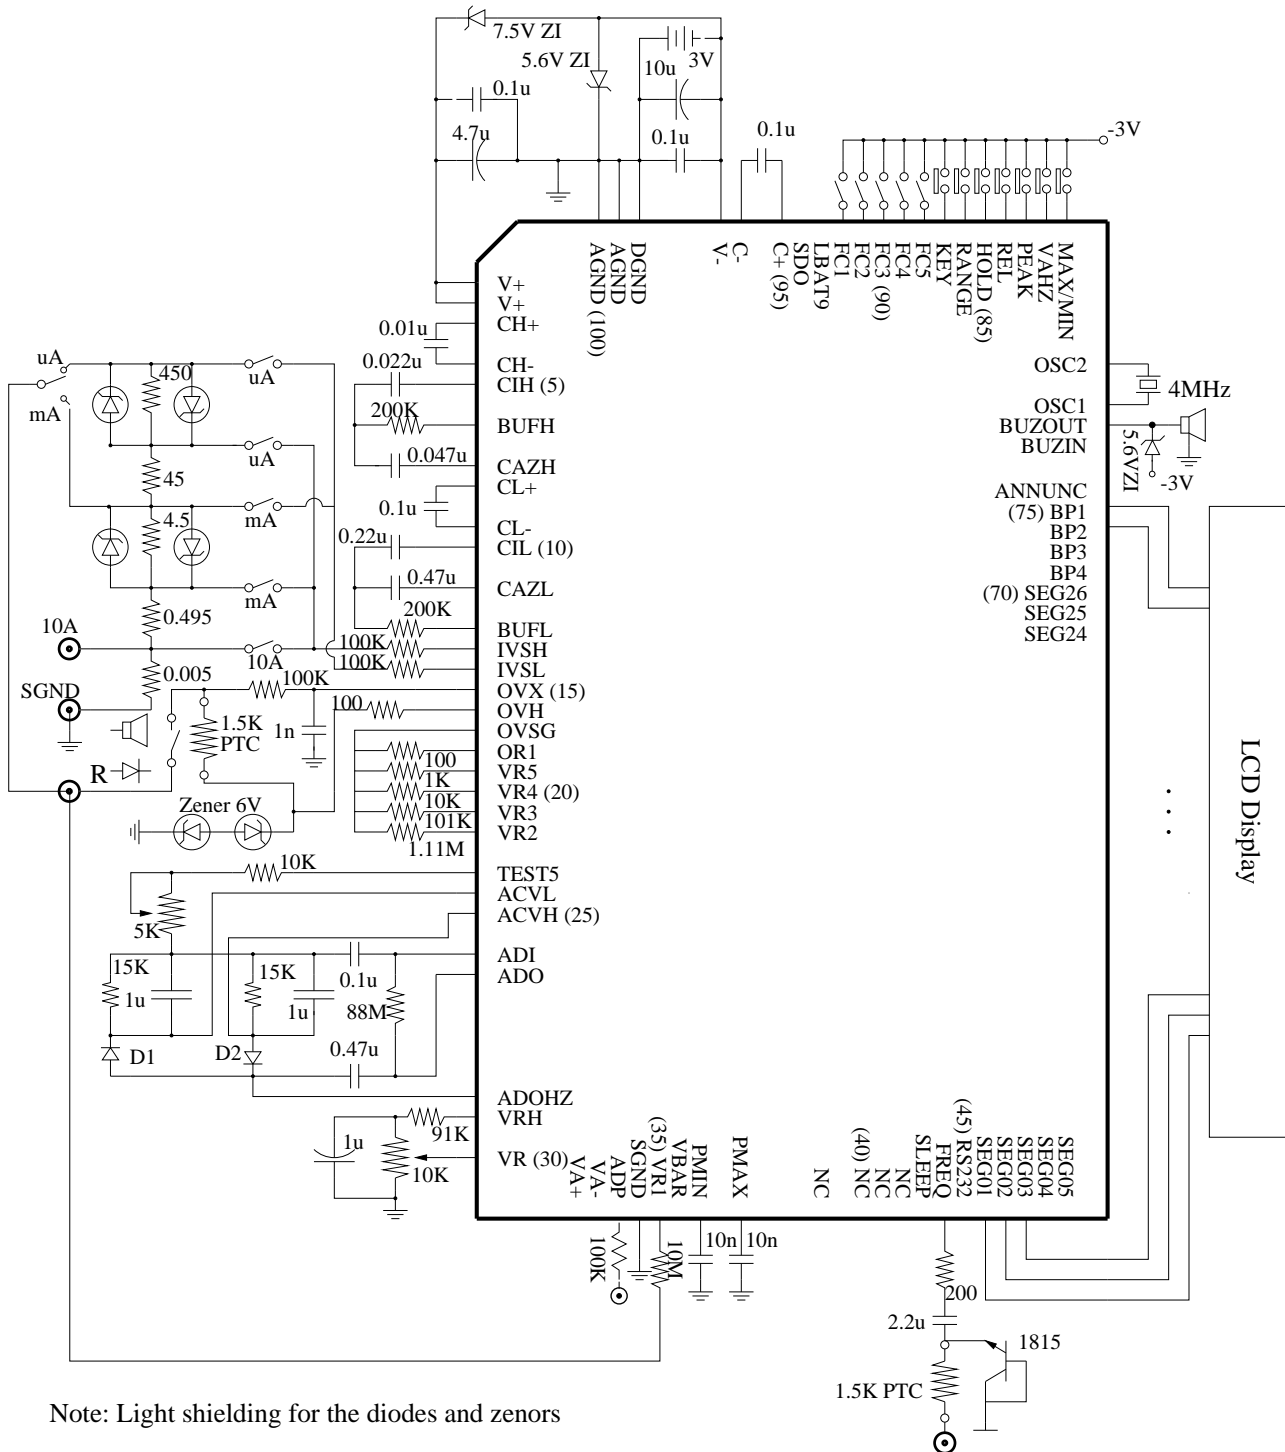 7.5V ZI
5.6V ZI
10u
3V
0.1u
4.7u
0.1u
0.1u
-3V
AGND (100)
AGND
DGND
V-
C-
C+ (95)
SDO
LBAT9
FC1
FC2
FC3 (90)
FC4
FC5
KEY
RANGE
HOLD (85)
REL
PEAK
VAHZ
MAX/MIN
V+
V+
CH+
CH-
CIH (5)
BUFH
CAZH
CL+
CL-
CIL (10)
CAZL
BUFL
IVSH
IVSL
OVX (15)
OVH
OVSG
OR1
VR5
VR4 (20)
VR3
VR2
TEST5
ACVL
ACVH (25)
ADI
ADO
ADOHZ
VRH
VR (30)
0.01u
0.022u
200K
0.047u
0.1u
0.22u
0.47u
200K
100K
100K
100K
100
1n
100
1K
10K
101K
1.11M
uA
mA
450
uA
uA
45
mA
4.5
mA
0.495
10A
10A
0.005
SGND
1.5K
PTC
R
Zener 6V
10K
5K
15K
1u
15K
1u
0.1u
88M
D1
D2
0.47u
1u
91K
10K
OSC2
OSC1
BUZOUT
BUZIN
4MHz
5.6VZI
-3V
ANNUNC
(75) BP1
BP2
BP3
BP4
(70) SEG26
SEG25
SEG24
LCD Display
VA+
VA-
ADP
SGND
(35) VR1
VBAR
PMIN
PMAX
NC
(40) NC
NC
NC
SLEEP
FREQ
(45) RS232
SEG01
SEG02
SEG03
SEG04
SEG05
100K
10M
10n
10n
200
2.2u
1815
1.5K PTC
Note: Light shielding for the diodes and zenors